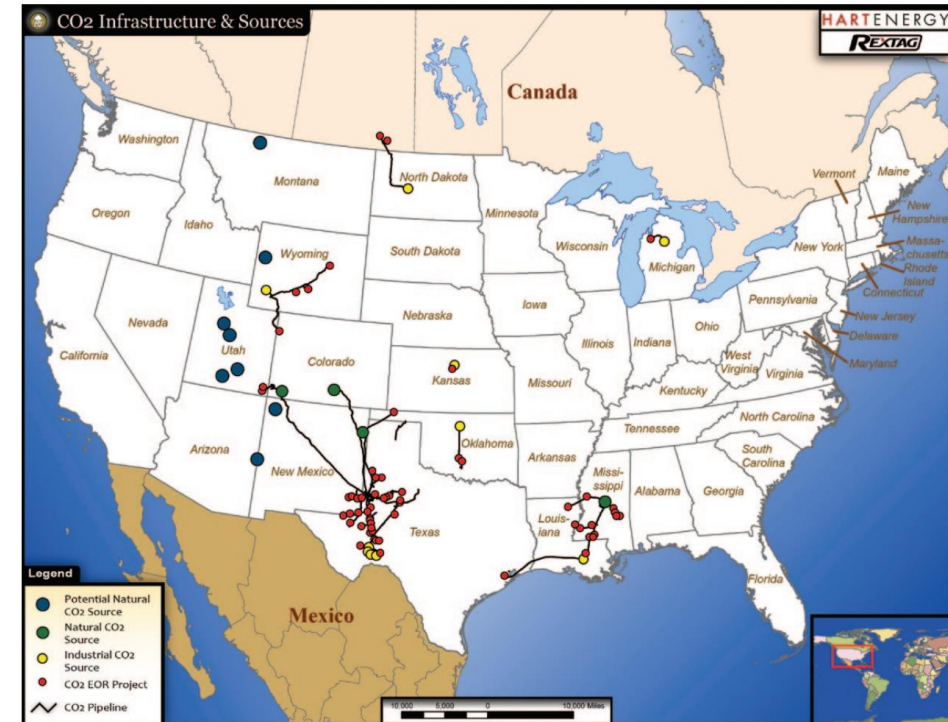 CO2 Infrastructure & Sources
HARTENERGY
REXTAG
Canada
Washington
Montana
North Dakota
Minnesota
Vermont
Maine
Oregon
Idaho
Wyoming
South Dakota
Wisconsin
Michigan
New York
New
Hampshire
Massa-
chusetts
Rhode
Island
Connecticut
Nevada
Utah
Colorado
Nebraska
Iowa
Illinois
Indiana
Ohio
Pennsylvania
New Jersey
Delaware
Maryland
California
Kansas
Missouri
West
Virginia
Virginia
Kentucky
Arizona
New Mexico
Oklahoma
Arkansas
Tennessee
North Carolina
South
Carolina
Texas
Louis-
iana
Missi-
ssippi
Alabama
Georgia
Florida
Mexico
Legend
Potential Natural
CO2 Source
Natural CO2
Source
Industrial CO2
Source
CO2 EOR Project
CO2 Pipeline
10,000 5,000 0 10,000 Miles